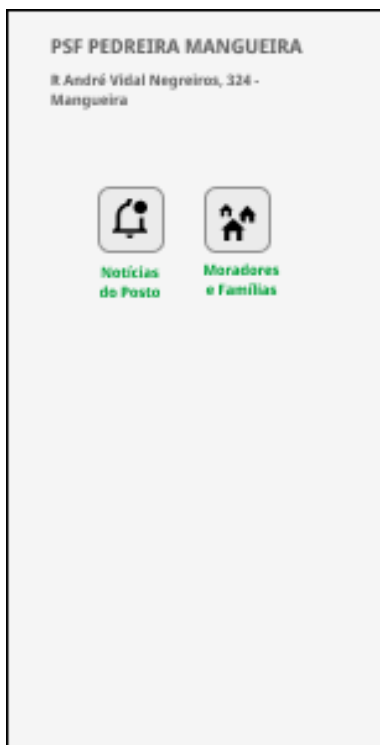 PSF PEDREIRA MANGUEIRA
R André Vidal Negreiros, 324 -
Mangueira
Notícias
do Posto
Moradores
e Famílias